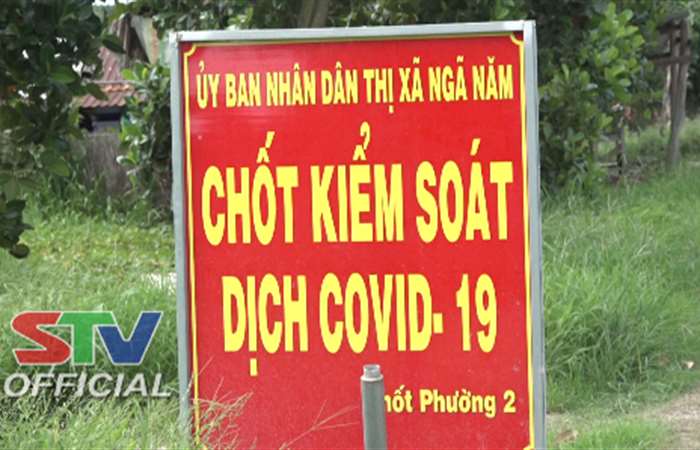 ỦY BAN NHÂN DÂN THỊ XÃ NGÃ NĂM
CHỐT KIỂM SOÁT
DỊCH COVID- 19
Phường 2
STV
OFFICIAL